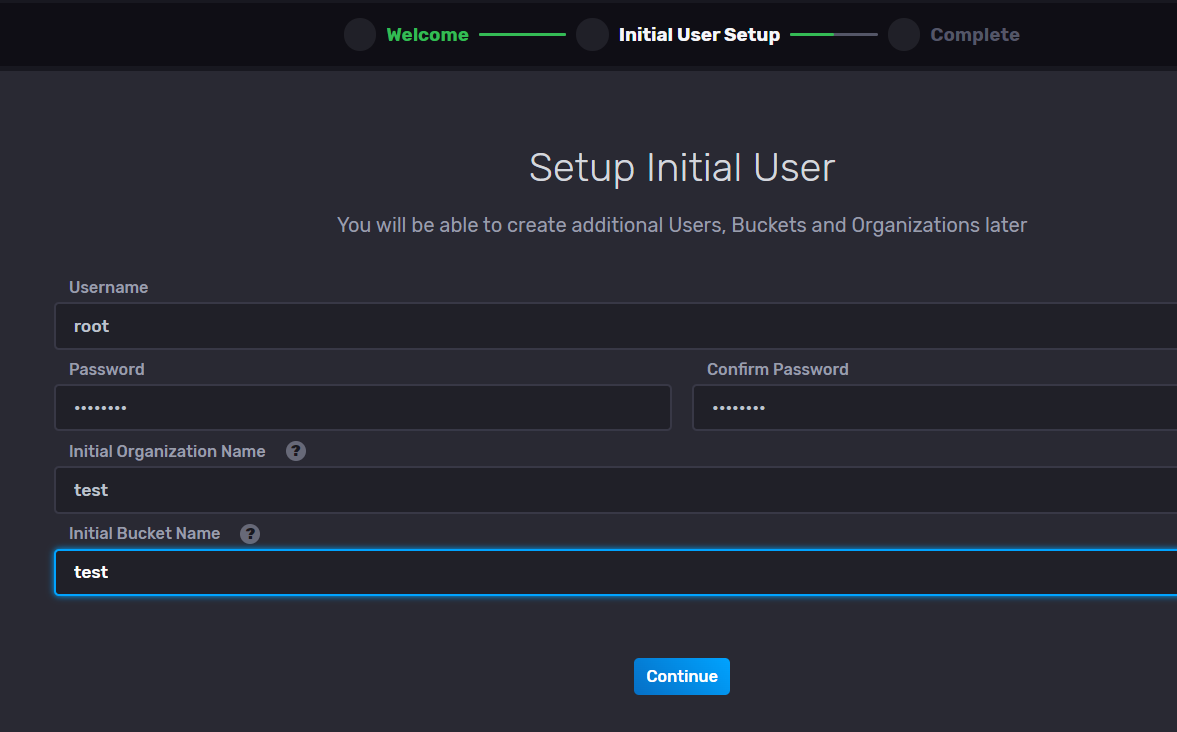 Welcome Initial User Setup Complete
Setup Initial User
You will be able to create additional Users, Buckets and Organizations later
Username
root
Password Confirm Password
•••••••• ••••••••
Initial Organization Name ?
test
Initial Bucket Name ?
test
Continue